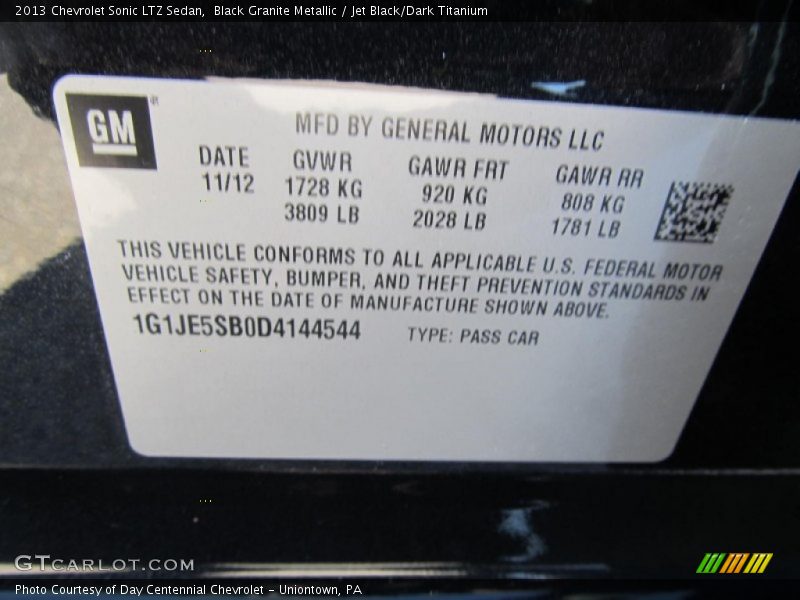 2013 Chevrolet Sonic LTZ Sedan, Black Granite Metallic / Jet Black/Dark Titanium
GM
MFD BY GENERAL MOTORS LLC
DATE GVWR GAWR FRT GAWR RR
11/12 1728 KG 920 KG 808 KG
3809 LB 2028 LB 1781 LB
THIS VEHICLE CONFORMS TO ALL APPLICABLE U.S. FEDERAL MOTOR
VEHICLE SAFETY, BUMPER, AND THEFT PREVENTION STANDARDS IN
EFFECT ON THE DATE OF MANUFACTURE SHOWN ABOVE.
1G1JE5SB0D4144544 TYPE: PASS CAR
GTCARLOT.COM
Photo Courtesy of Day Centennial Chevrolet - Uniontown, PA